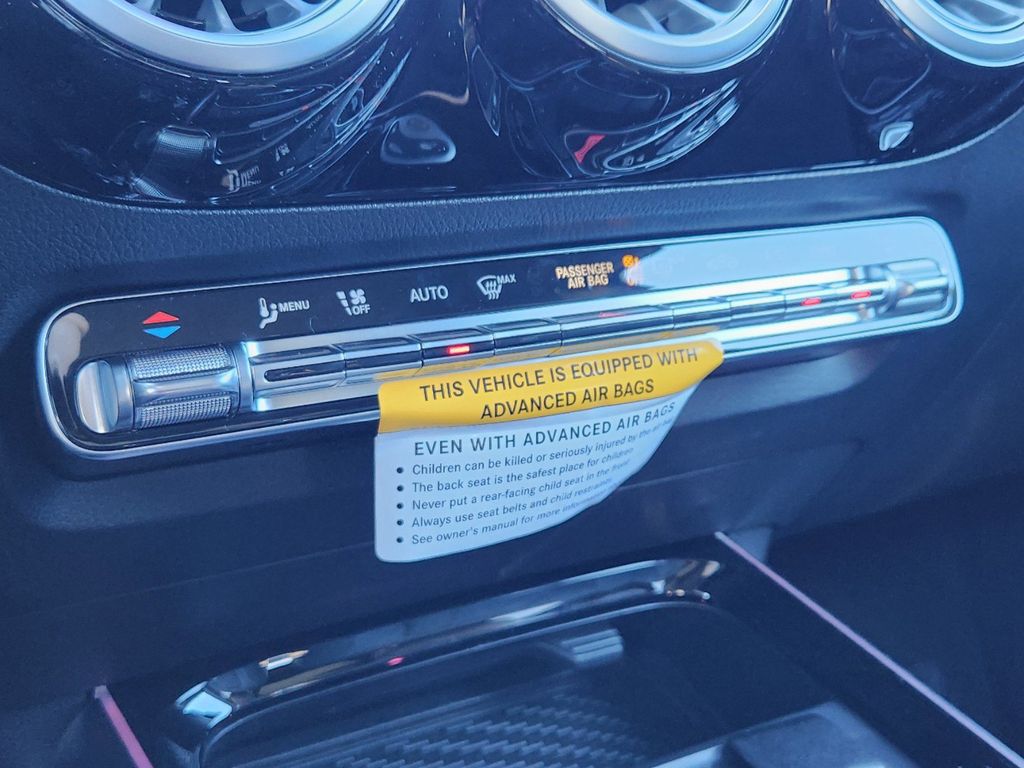 MENU
OFF
AUTO
MAX
PASSENGER
AIR BAG
THIS VEHICLE IS EQUIPPED WITH
ADVANCED AIR BAGS
EVEN WITH ADVANCED AIR BAGS
• Children can be killed or seriously injured by the air bag
• The back seat is the safest place for children
• Never put a rear-facing child seat in the front
• Always use seat belts and child restraints
• See owner's manual for more information